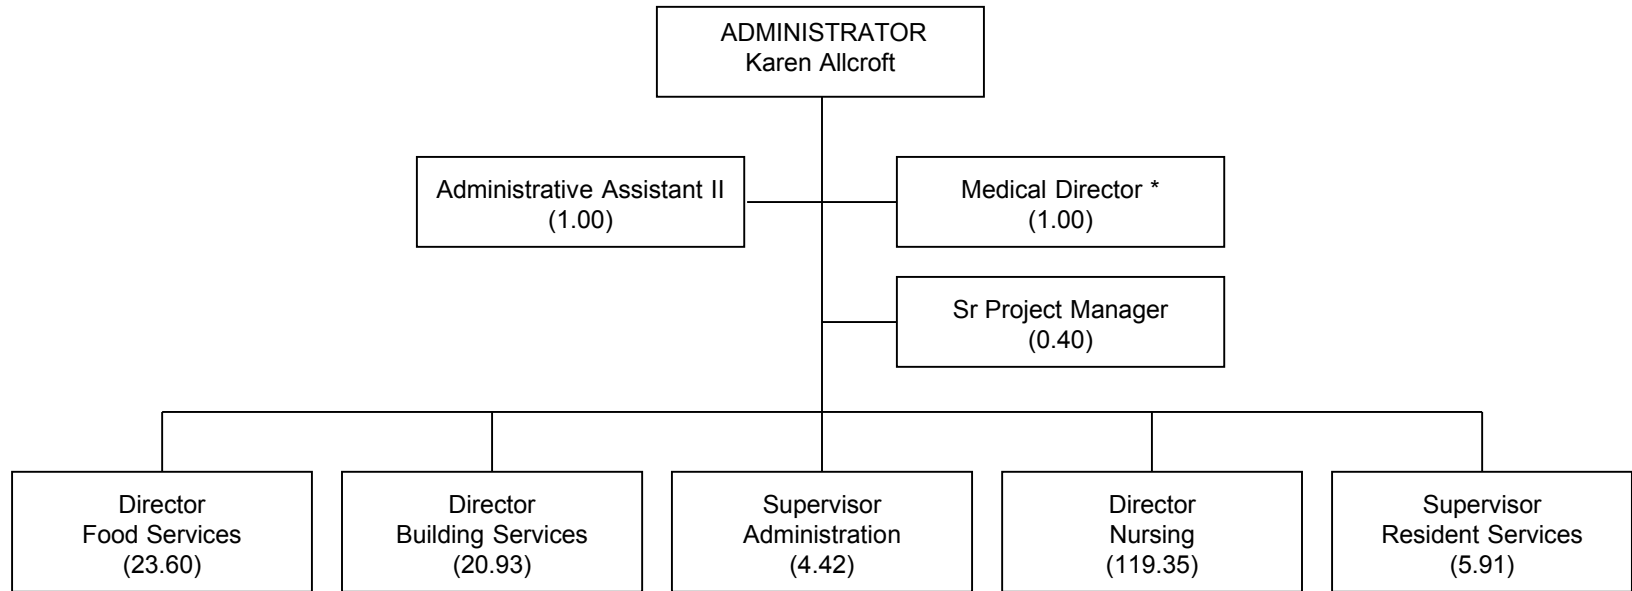 ADMINISTRATOR
Karen Allcroft
Administrative Assistant II
(1.00)
Medical Director *
(1.00)
Sr Project Manager
(0.40)
Director
Food Services
(23.60)
Director
Building Services
(20.93)
Supervisor
Administration
(4.42)
Director
Nursing
(119.35)
Supervisor
Resident Services
(5.91)